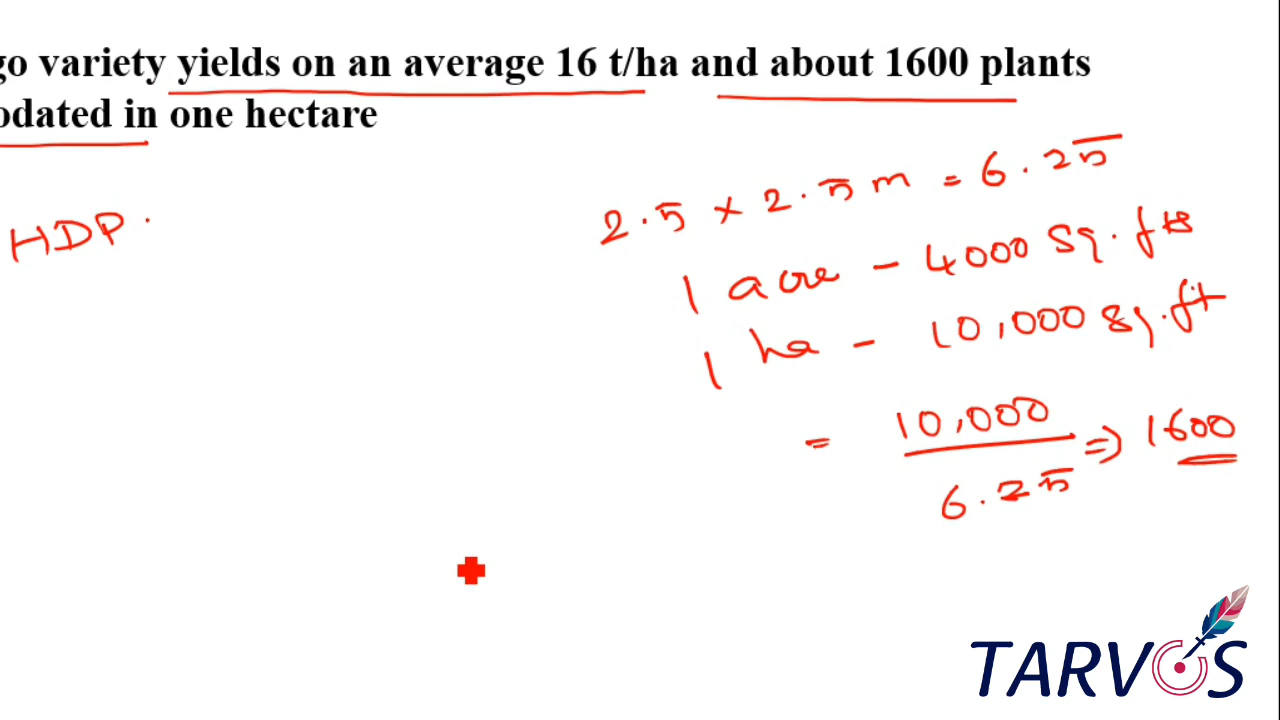 go variety yields on an average 16 t/ha and about 1600 plants
odated in one hectare
HDP.
2.5 x 2.5 m = 6.25
1 acre - 4000 Sq. fts
1 ha - 10,000 sq.ft
= 10,000 / 6.25 => 1600
TARVOS